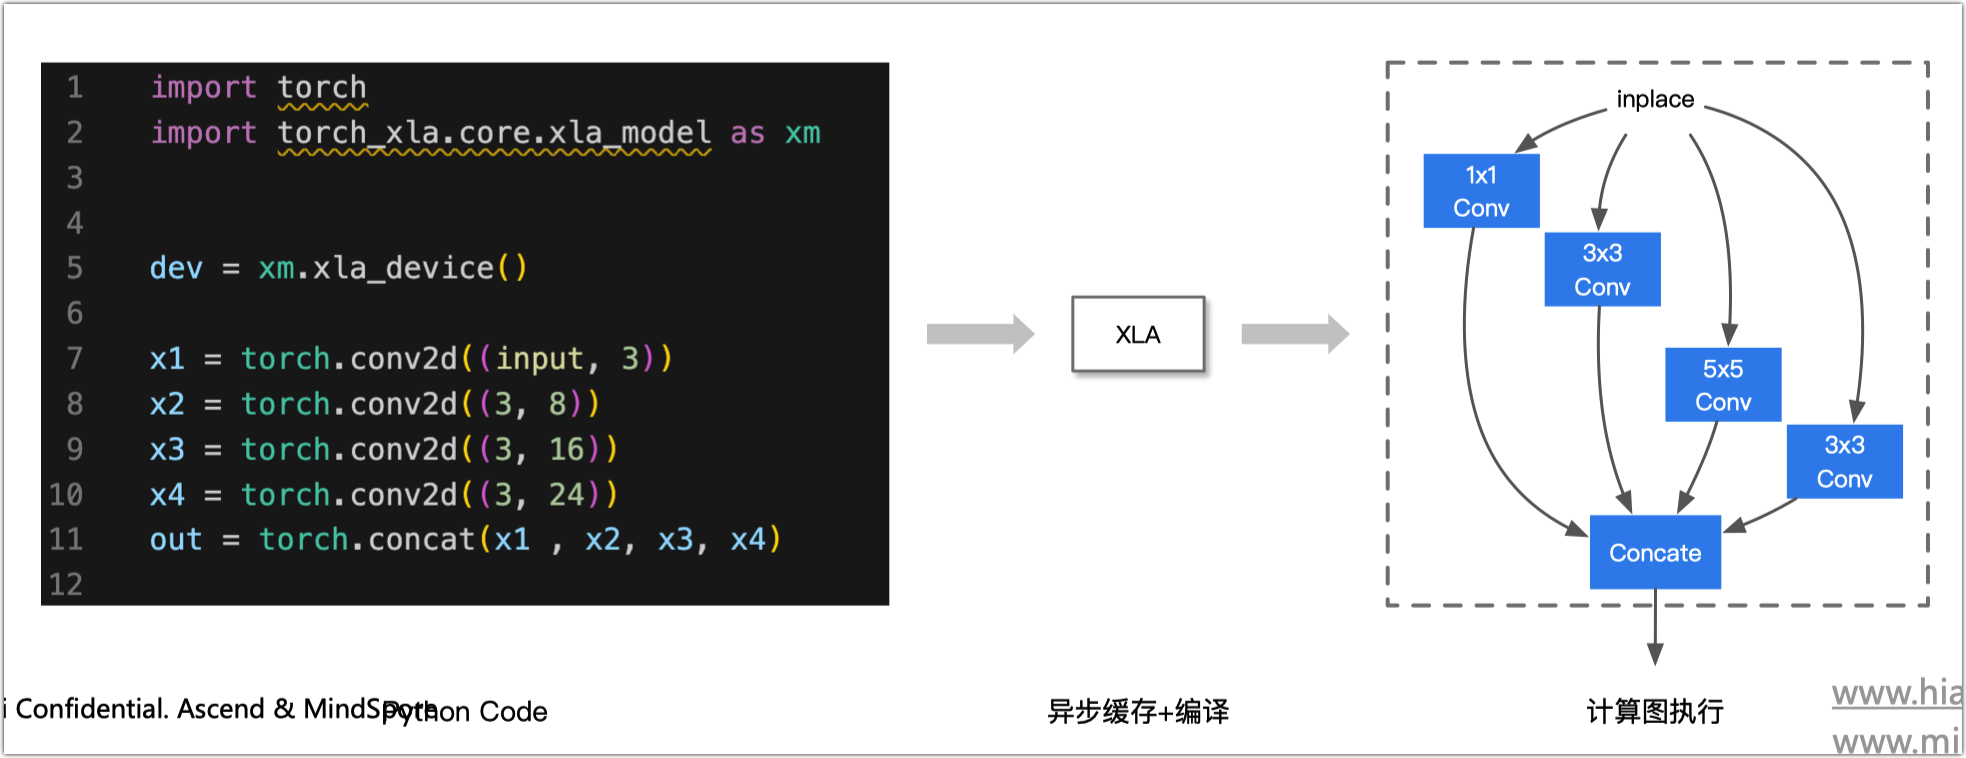 1 import torch
2 import torch_xla.core.xla_model as xm
3
4
5 dev = xm.xla_device()
6
7 x1 = torch.conv2d((input, 3))
8 x2 = torch.conv2d((3, 8))
9 x3 = torch.conv2d((3, 16))
10 x4 = torch.conv2d((3, 24))
11 out = torch.concat(x1 , x2, x3, x4)
12
XLA
inplace
1x1
Conv
3x3
Conv
5x5
Conv
3x3
Conv
Concate
i Confidential. Ascend & MindSpore
Python Code
异步缓存+编译
计算图执行
www.hia
www.mi